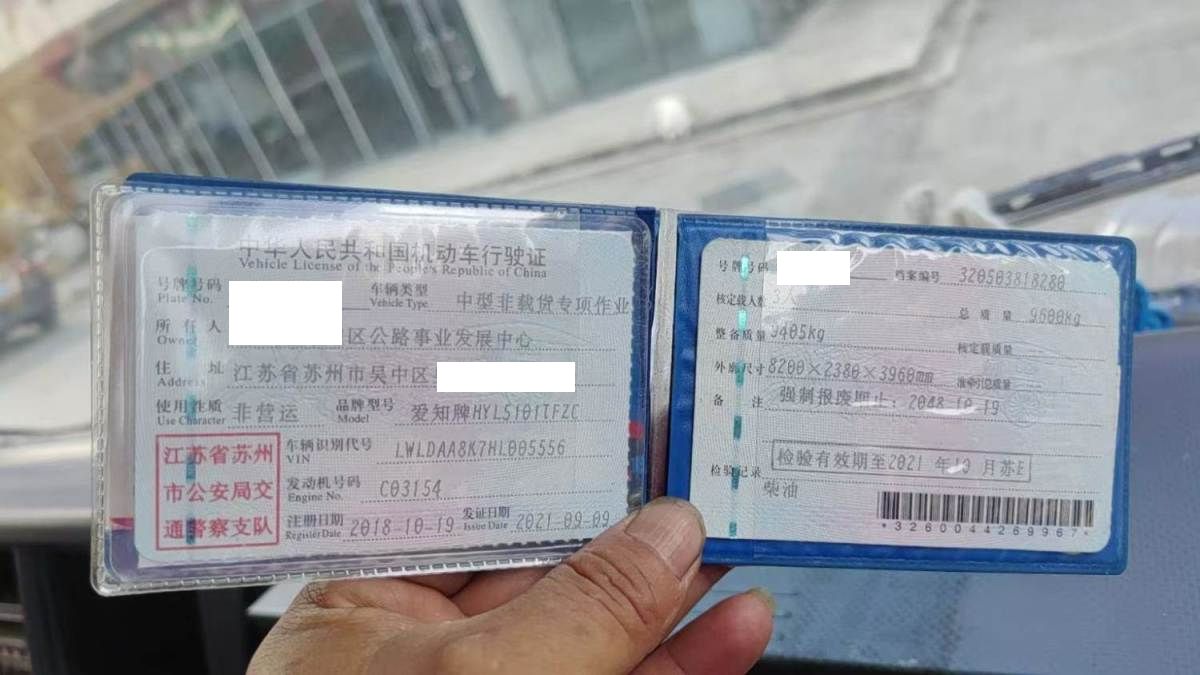 中华人民共和国机动车行驶证
Vehicle License of the People's Republic of China
号牌号码
Plate No.
车辆类型
Vehicle Type
中型非载货专项作业
所有人
Owner
区公路事业发展中心
住址
Address
江苏省苏州市吴中区
使用性质
Use Character
非营运
品牌型号
Model
爱知牌HYL5101TFZC
江苏省苏州
市公安局交
通警察支队
车辆识别代号
VIN
LWLDAA8K7HL005556
发动机号码
Engine No.
C03154
注册日期
Register Date
2018-10-19
发证日期
Issue Date
2021-09-09
号牌号码
档案编号 320503818280
核定载人数 3人
总质量 9600kg
整备质量 9405kg
核定载质量
外廓尺寸 8200×2380×3960mm
准牵引总质量
备注 强制报废期止：2048-10-19
检验记录
检验有效期至2021年10月苏E
柴油
*3260044269967*